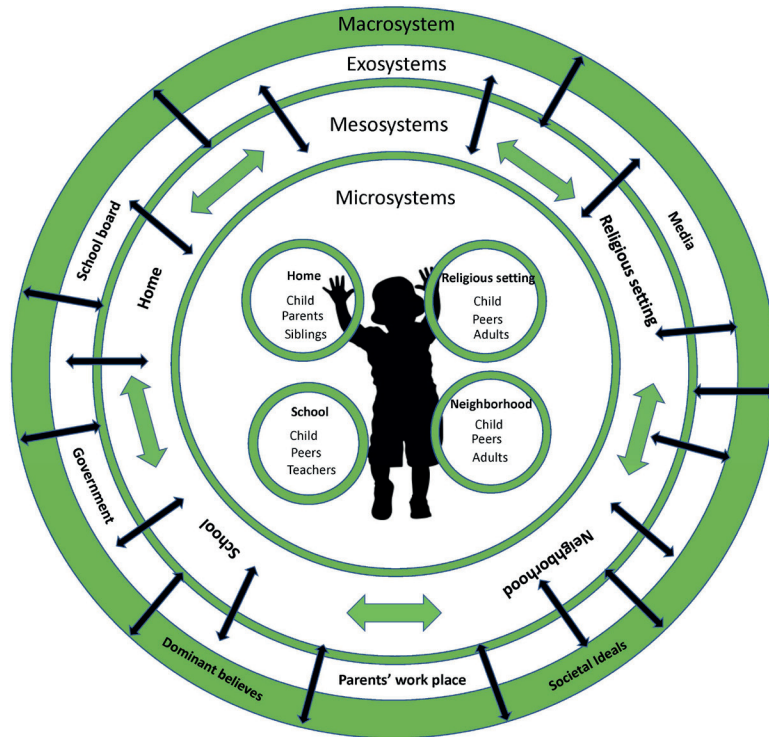 Macrosystem
Exosystems
Mesosystems
Microsystems
School board
Home
Media
Religious setting
Home
Child
Parents
Siblings
Religious setting
Child
Peers
Adults
School
Child
Peers
Teachers
Neighborhood
Child
Peers
Adults
Government
School
Neighborhood
Dominant believes
Parents' work place
Societal Ideals